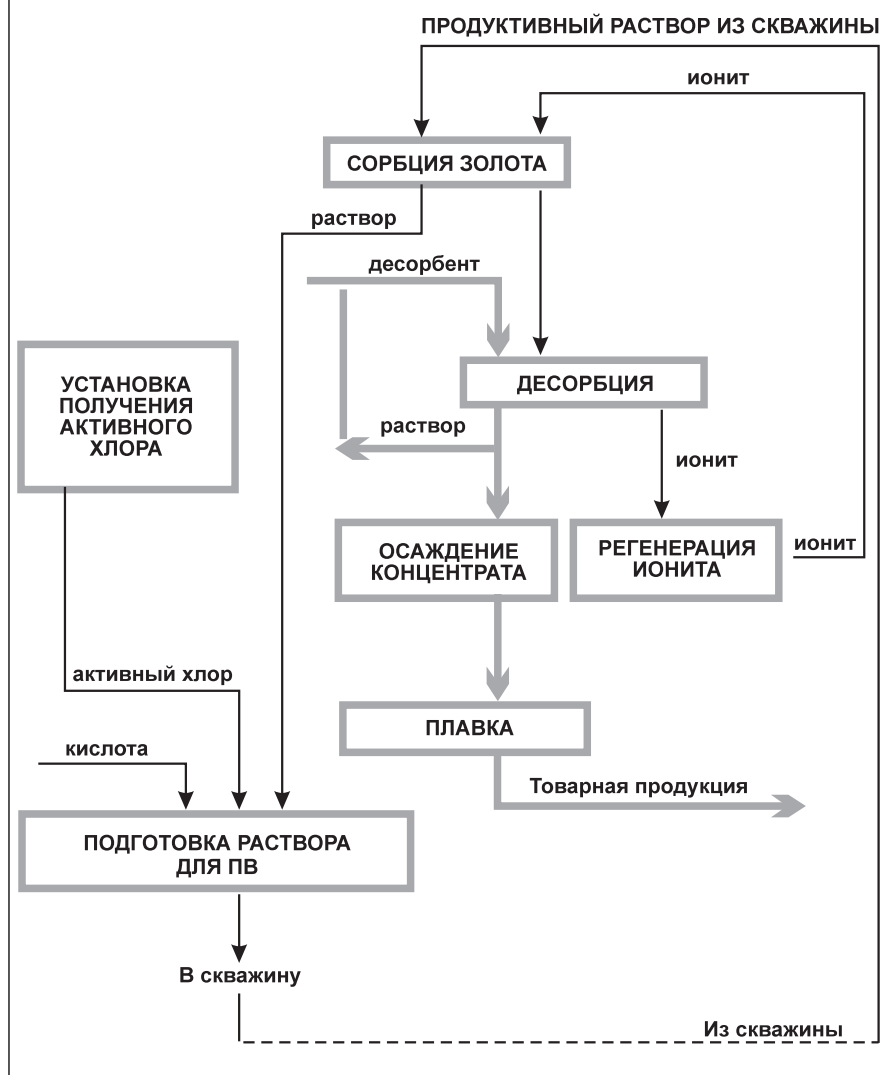 ПРОДУКТИВНЫЙ РАСТВОР ИЗ СКВАЖИНЫ
ионит
СОРБЦИЯ ЗОЛОТА
раствор
десорбент
ДЕСОРБЦИЯ
УСТАНОВКА
ПОЛУЧЕНИЯ
АКТИВНОГО
ХЛОРА
раствор
ионит
ОСАЖДЕНИЕ
КОНЦЕНТРАТА
РЕГЕНЕРАЦИЯ
ИОНИТА
ионит
активный хлор
ПЛАВКА
кислота
Товарная продукция
ПОДГОТОВКА РАСТВОРА
ДЛЯ ПВ
В скважину
Из скважины